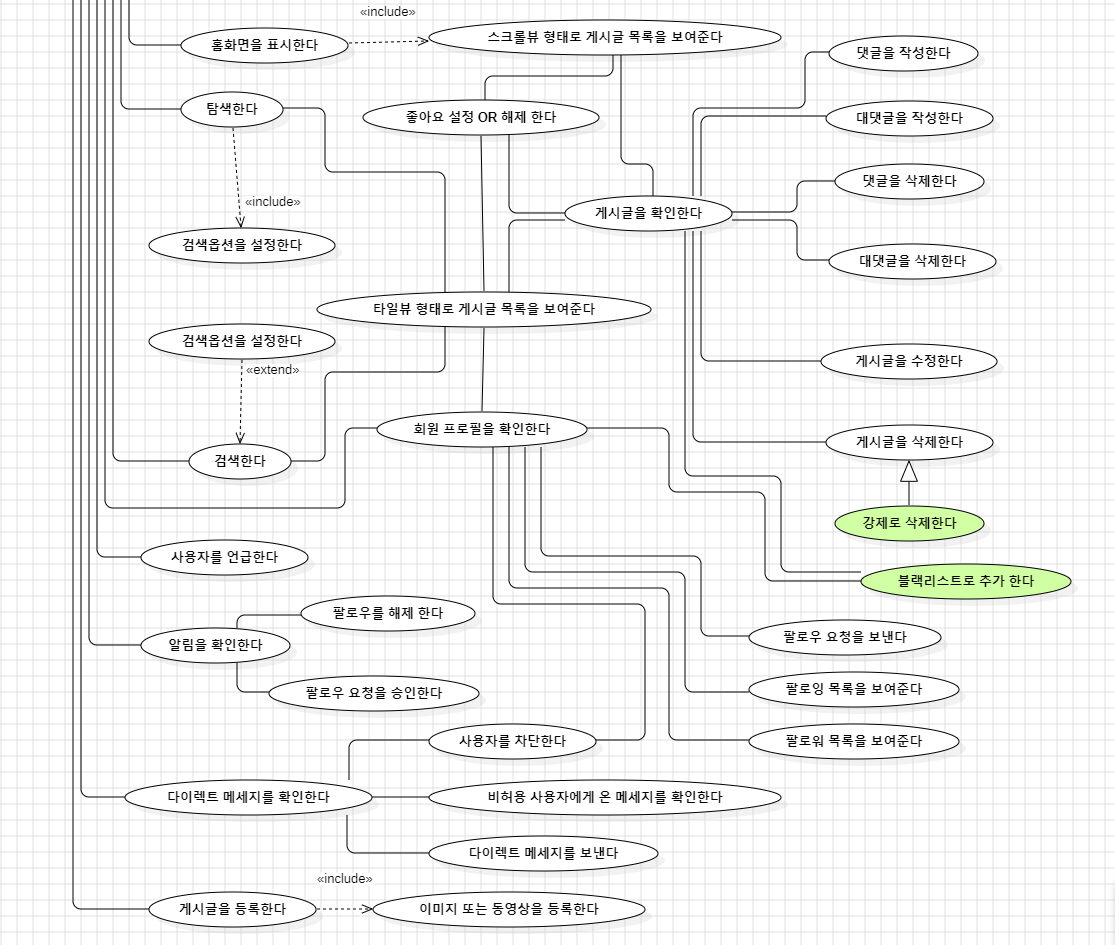 «include»
홈화면을 표시한다
스크롤뷰 형태로 게시글 목록을 보여준다
댓글을 작성한다
탐색한다
좋아요 설정 OR 해제 한다
대댓글을 작성한다
댓글을 삭제한다
«include»
게시글을 확인한다
검색옵션을 설정한다
대댓글을 삭제한다
타일뷰 형태로 게시글 목록을 보여준다
검색옵션을 설정한다
«extend»
게시글을 수정한다
회원 프로필을 확인한다
게시글을 삭제한다
검색한다
강제로 삭제한다
사용자를 언급한다
블랙리스트로 추가 한다
팔로우를 해제 한다
팔로우 요청을 보낸다
알림을 확인한다
팔로우 요청을 승인한다
팔로잉 목록을 보여준다
사용자를 차단한다
팔로워 목록을 보여준다
다이렉트 메세지를 확인한다
비허용 사용자에게 온 메세지를 확인한다
다이렉트 메세지를 보낸다
«include»
게시글을 등록한다
이미지 또는 동영상을 등록한다